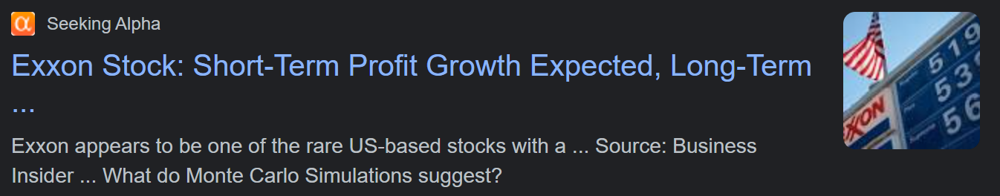 Seeking Alpha
Exxon Stock: Short-Term Profit Growth Expected, Long-Term
...
Exxon appears to be one of the rare US-based stocks with a ... Source: Business
Insider ... What do Monte Carlo Simulations suggest?
519
53
XON
56